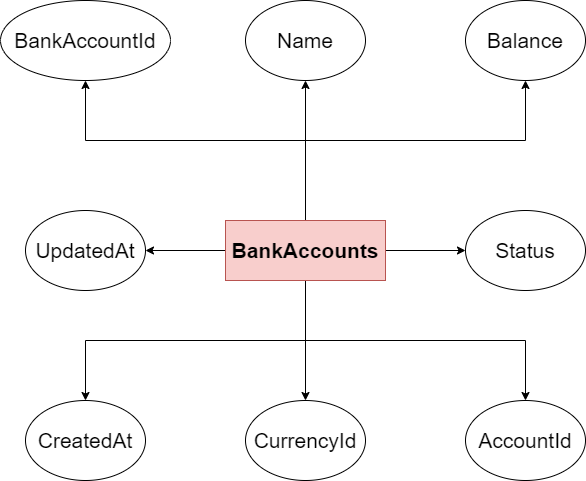 BankAccountId
Name
Balance
UpdatedAt
BankAccounts
Status
CreatedAt
CurrencyId
AccountId